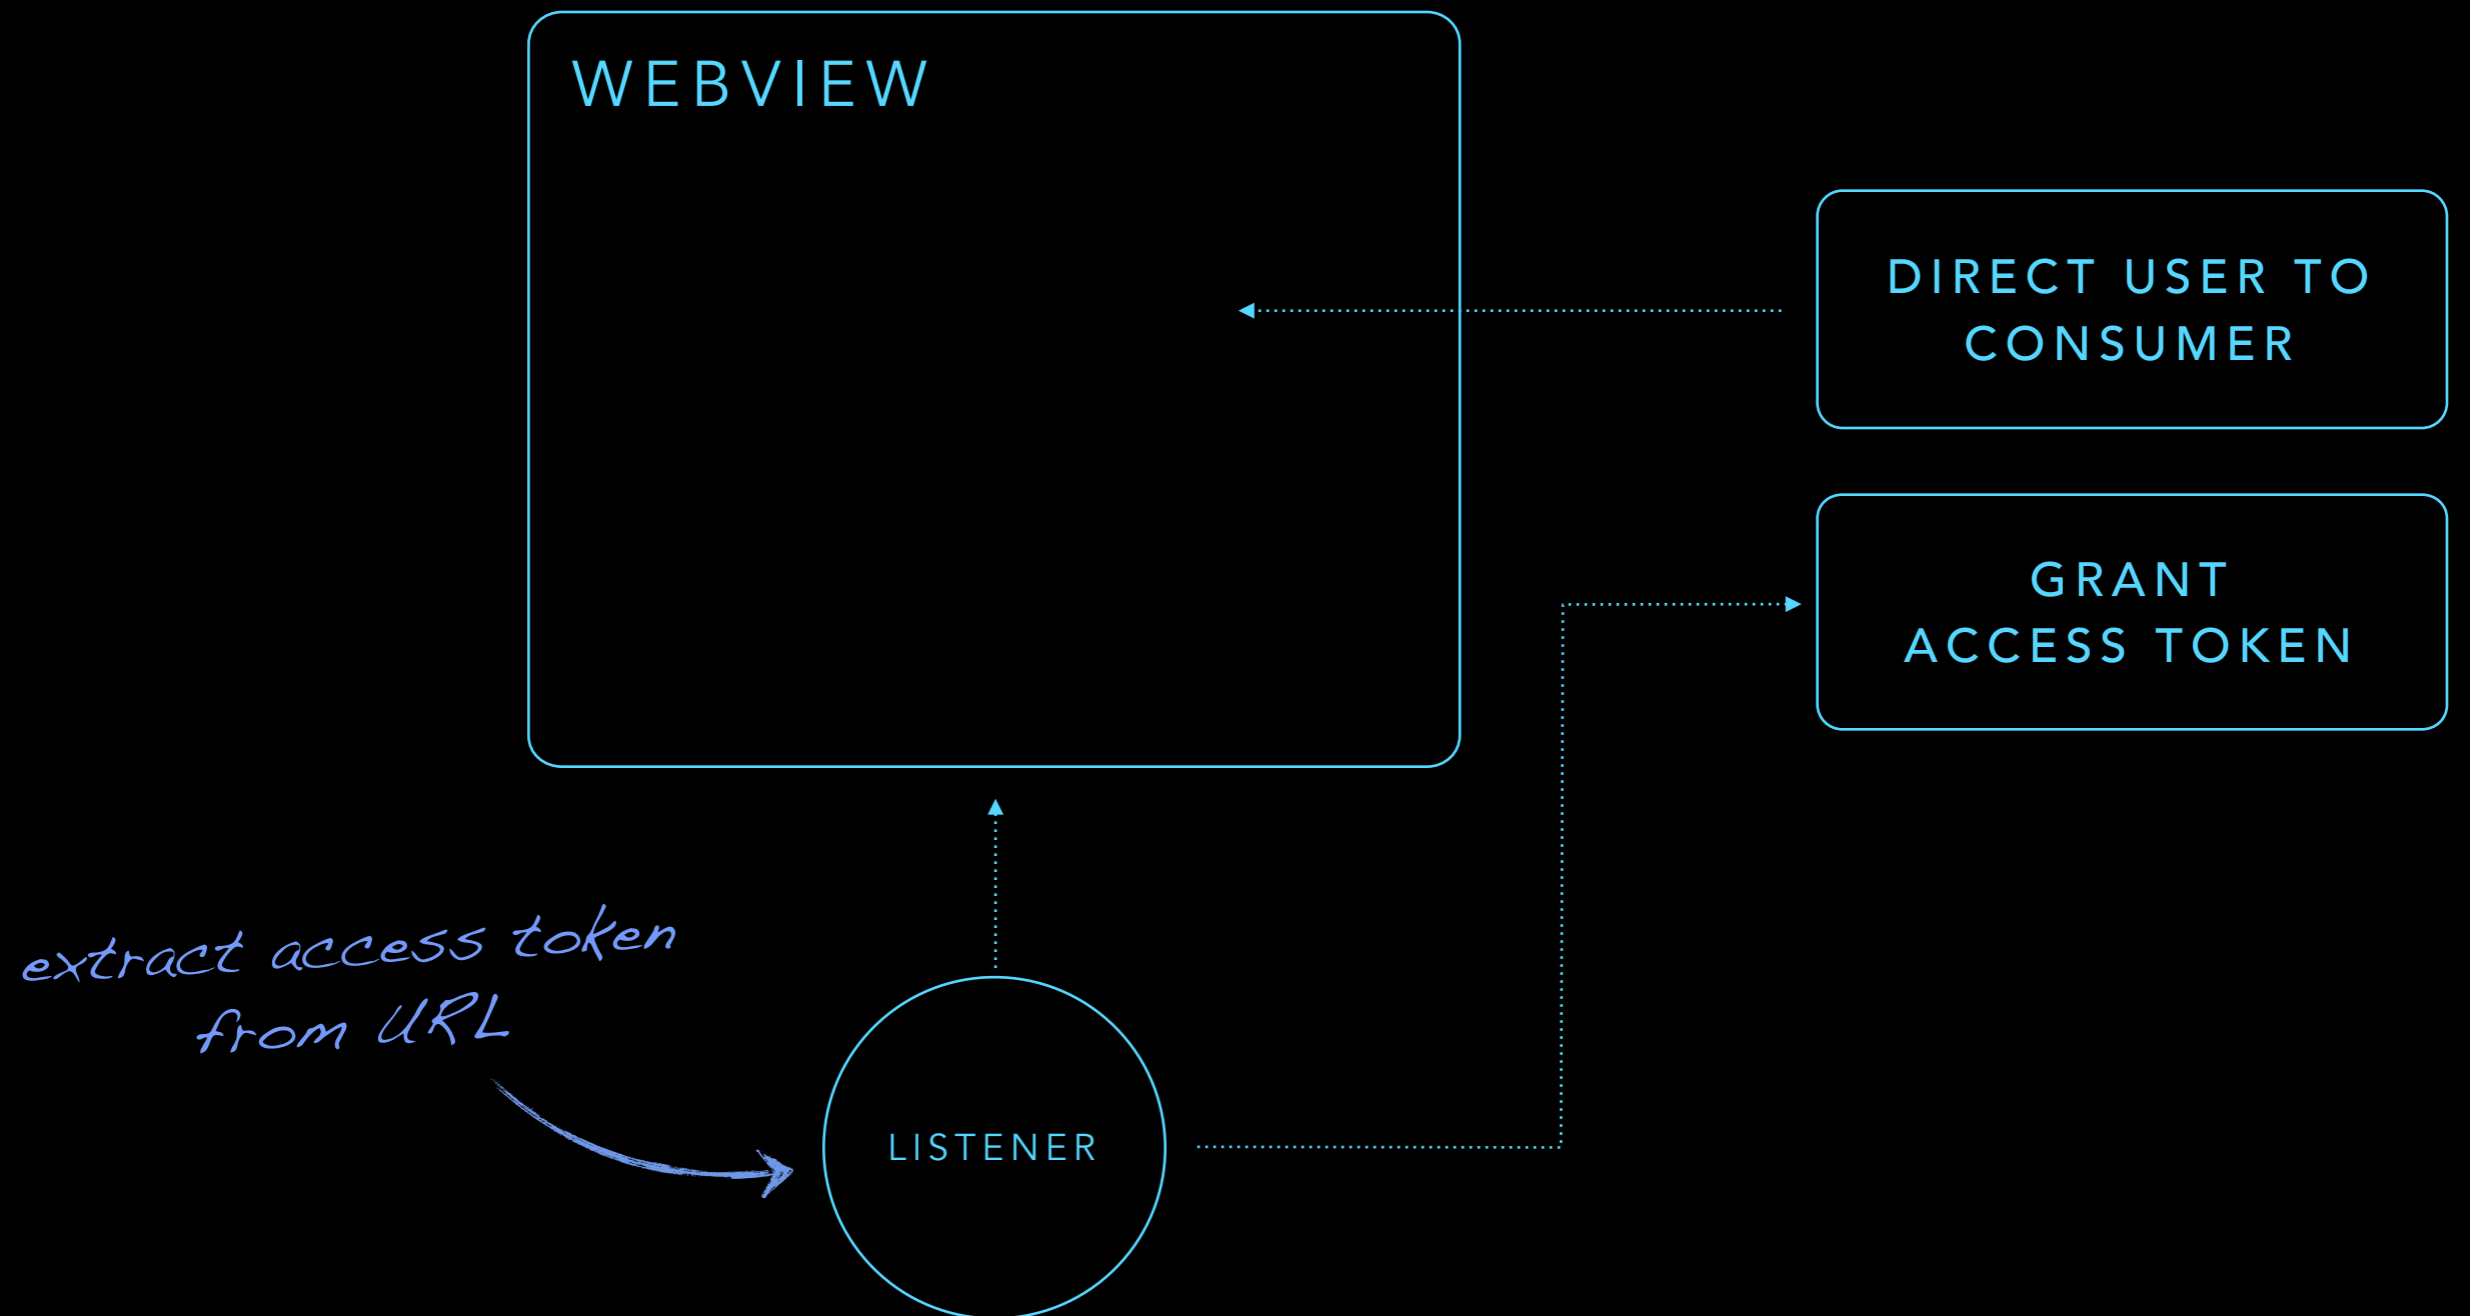 WEBVIEW
DIRECT USER TO
CONSUMER
GRANT
ACCESS TOKEN
extract access token
from URL
LISTENER